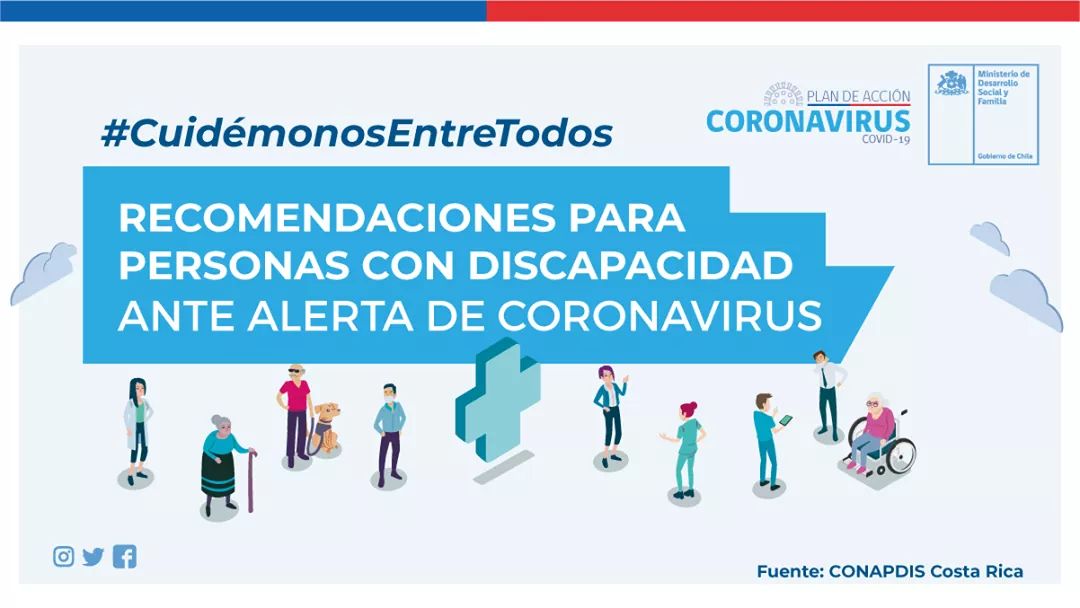 #CuidémonosEntreTodos
PLAN DE ACCIÓN
CORONAVIRUS
COVID-19
Ministerio de
Desarrollo
Social y
Familia
Gobierno de Chile
RECOMENDACIONES PARA
PERSONAS CON DISCAPACIDAD
ANTE ALERTA DE CORONAVIRUS
Fuente: CONAPDIS Costa Rica